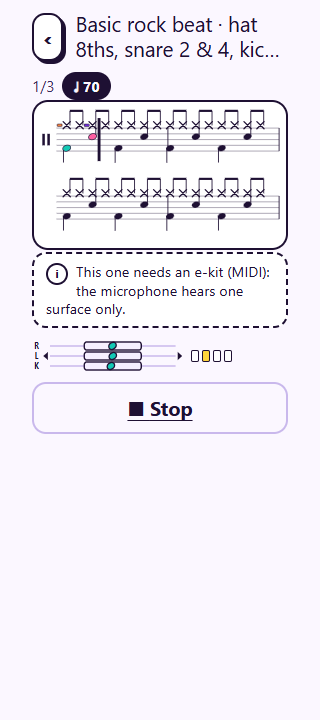 Basic rock beat · hat
8ths, snare 2 & 4, kic...
1/3
♩ 70
i
This one needs an e-kit (MIDI):
the microphone hears one
surface only.
R
L
K
Stop